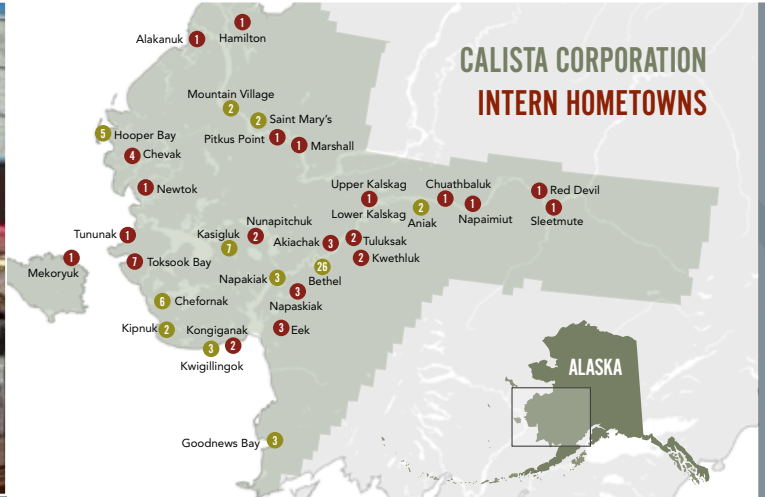 CALISTA CORPORATION
INTERN HOMETOWNS
1
Hamilton
Alakanuk 1
Mountain Village
2
2 Saint Mary's
Pitkus Point 1
1 Marshall
5 Hooper Bay
4 Chevak
1 Newtok
Upper Kalskag
1
Lower Kalskag
Chuathbaluk
1
2
Aniak
1
Napaimiut
1 Red Devil
1
Sleetmute
Tununak 1
Kasigluk
7
Nunapitchuk
2
Akiachak 3
2 Tuluksak
2 Kwethluk
1
Mekoryuk
7 Toksook Bay
Napakiak 3
26
Bethel
3
Napaskiak
6 Chefornak
Kipnuk 2
Kongiganak
3
2
Kwigillingok
3 Eek
Goodnews Bay 3
ALASKA